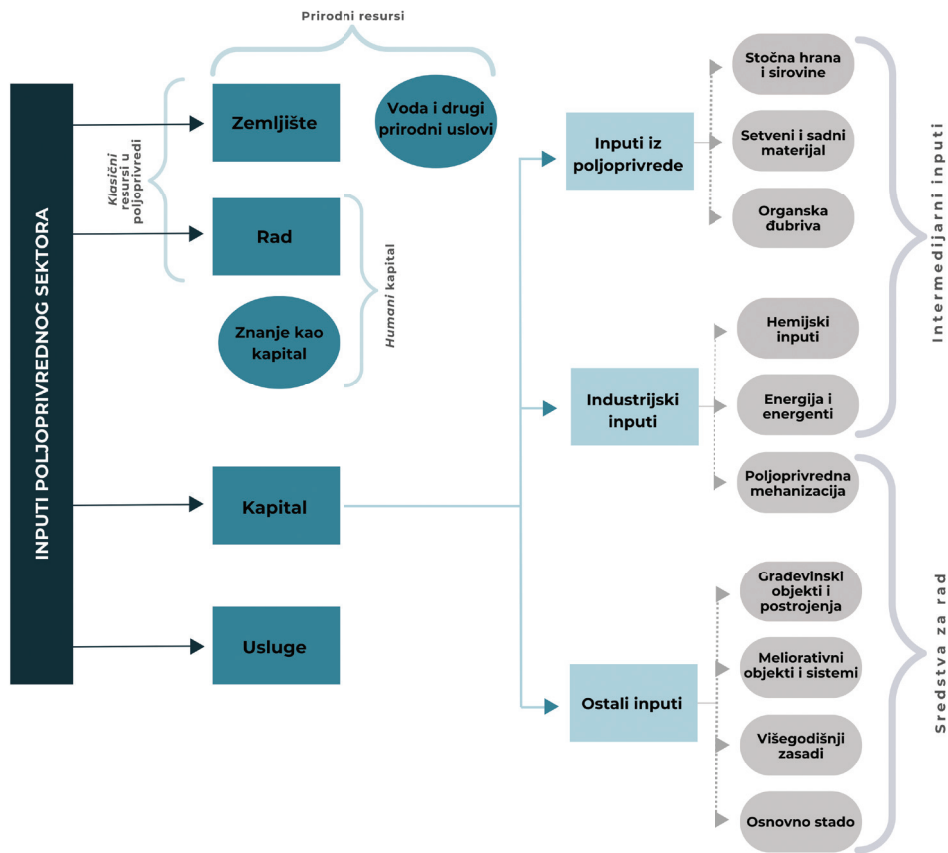 Prirodni resursi
INPUTI POLJOPRIVREDNOG SEKTORA
Klasični
resursi u
poljoprivredi
Zemljište
Voda i drugi
prirodni uslovi
Rad
Znanje kao
kapital
Humani kapital
Kapital
Usluge
Inputi iz
poljoprivrede
Industrijski
inputi
Ostali inputi
Stočna hrana
i sirovine
Setveni i sadni
materijal
Organska
đubriva
Hemijski
inputi
Energija i
energenti
Poljoprivredna
mehanizacija
Građevinski
objekti i
postrojenja
Meliorativni
objekti i sistemi
Višegodišnji
zasadi
Osnovno stado
Intermedijarni inputi
Sredstva za rad